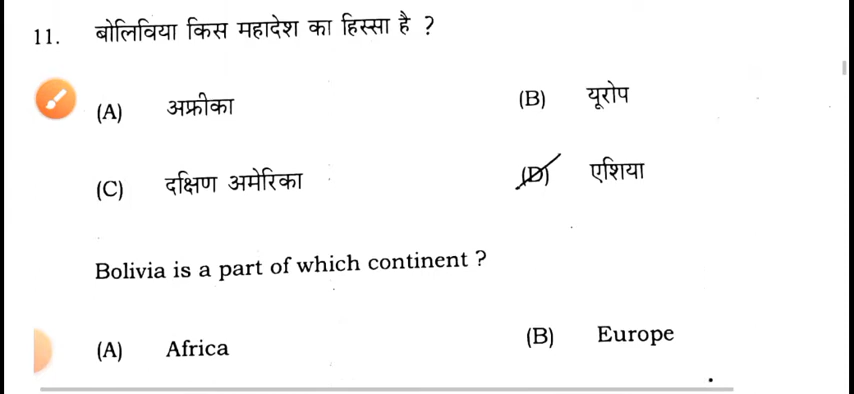 11. बोलिविया किस महादेश का हिस्सा है ?
(A) अफ्रीका (B) यूरोप
(C) दक्षिण अमेरिका (D) एशिया
Bolivia is a part of which continent ?
(A) Africa (B) Europe